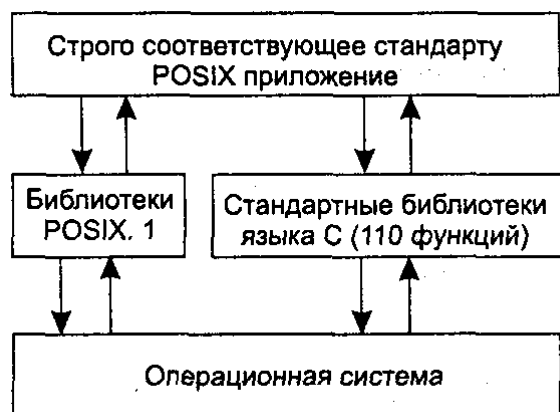 Строго соответствующее стандарту
POSIX приложение
Библиотеки
POSIX. 1
Стандартные библиотеки
языка С (110 функций)
Операционная система